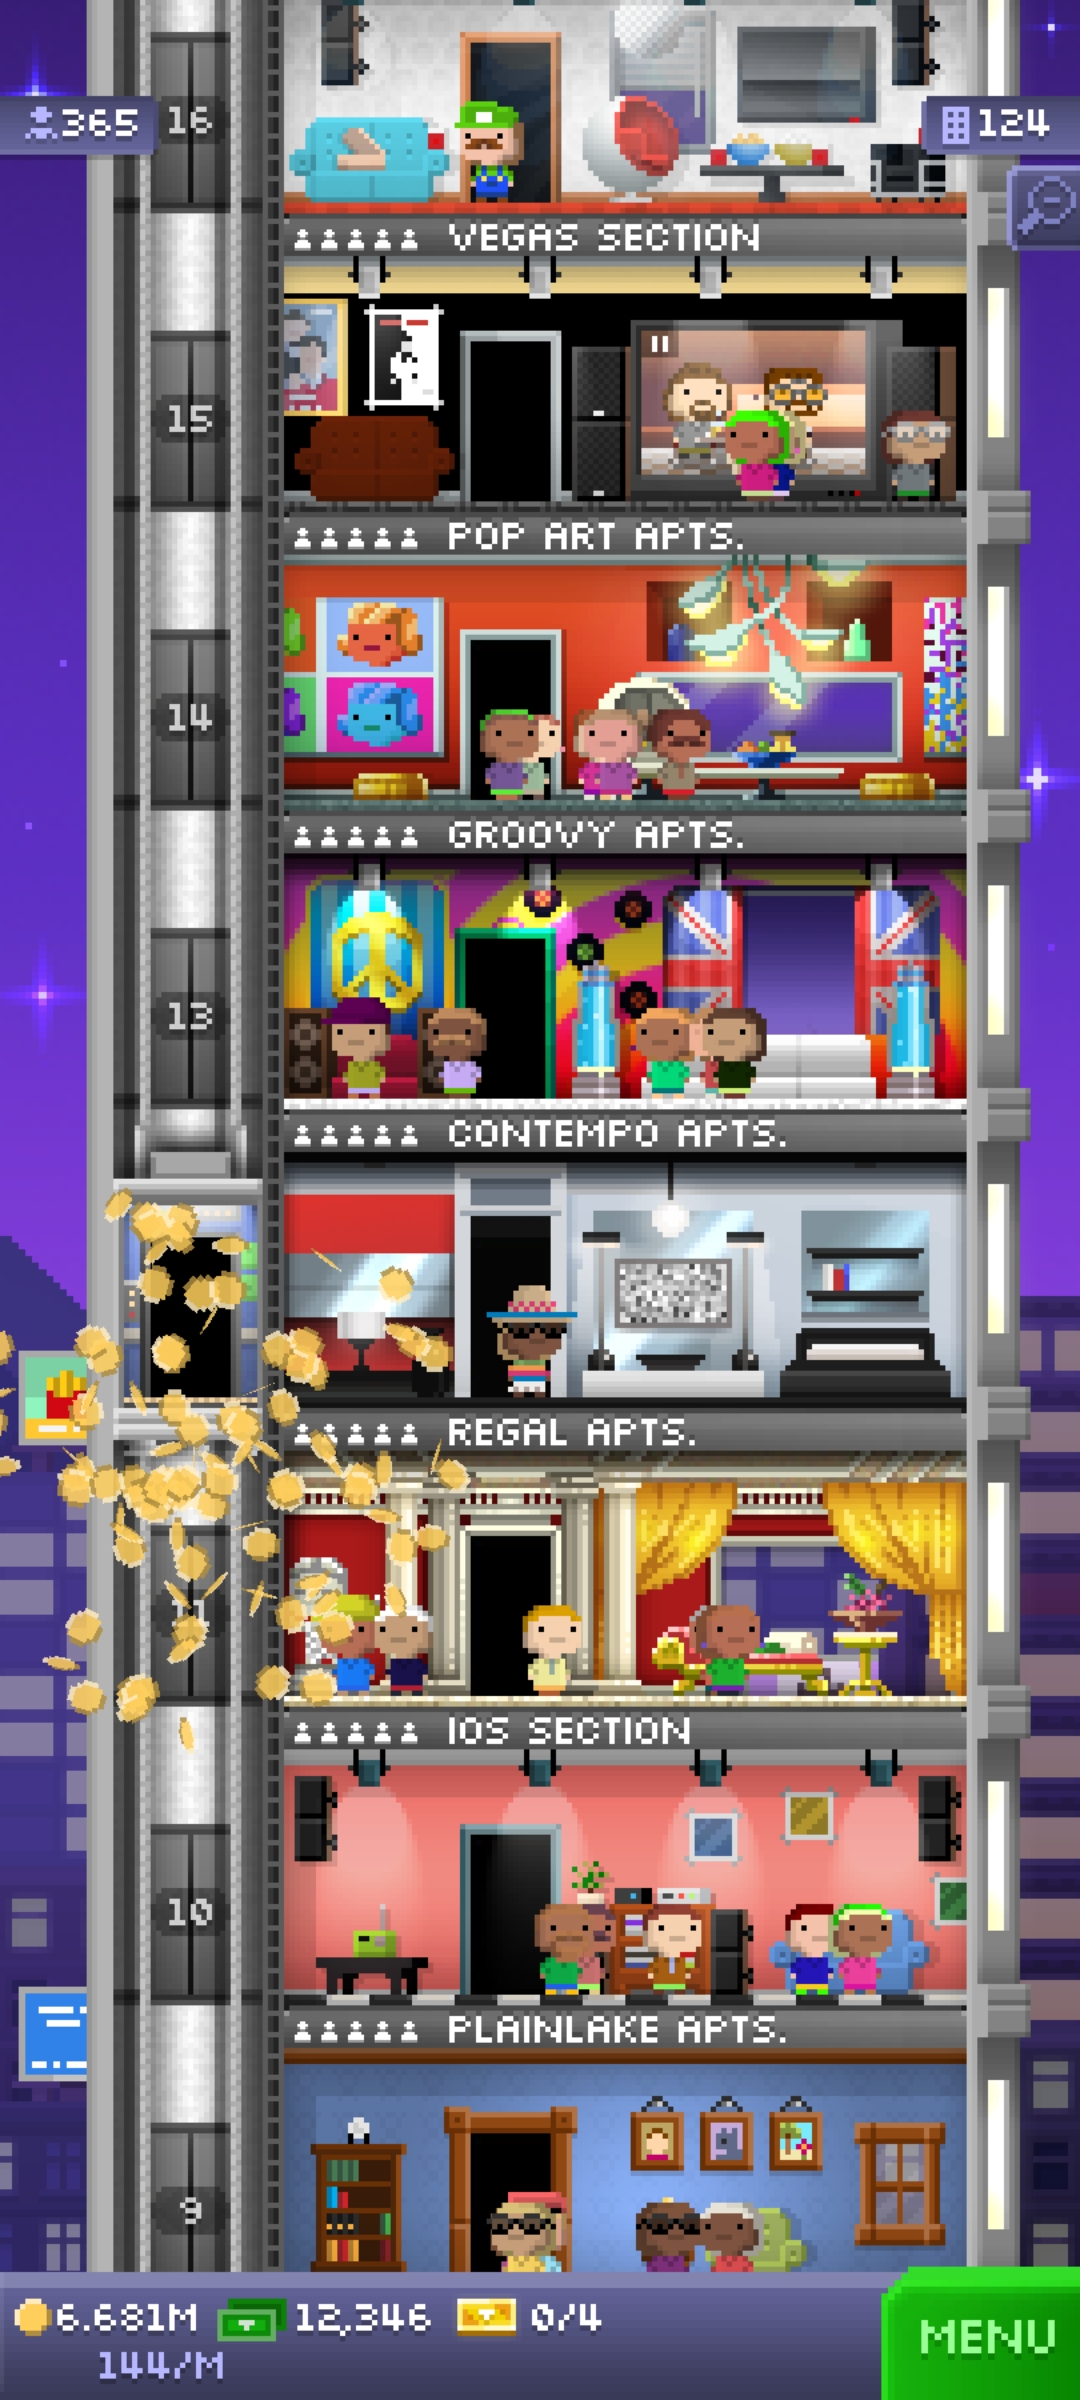 365
16
124
VEGAS SECTION
15
POP ART APTS.
14
GROOVY APTS.
13
CONTEMPO APTS.
REGAL APTS.
IOS SECTION
10
PLAINLAKE APTS.
9
6.681M
12,346
0/4
144/M
MENU